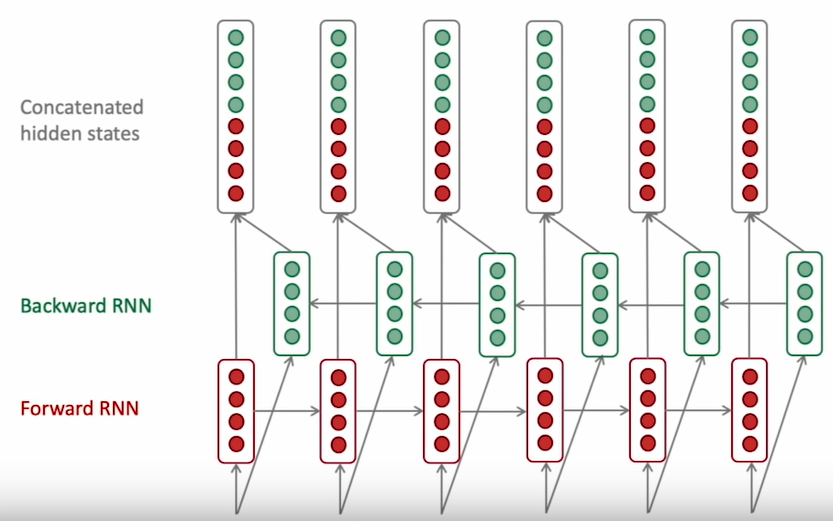 Concatenated
hidden states
Backward RNN
Forward RNN